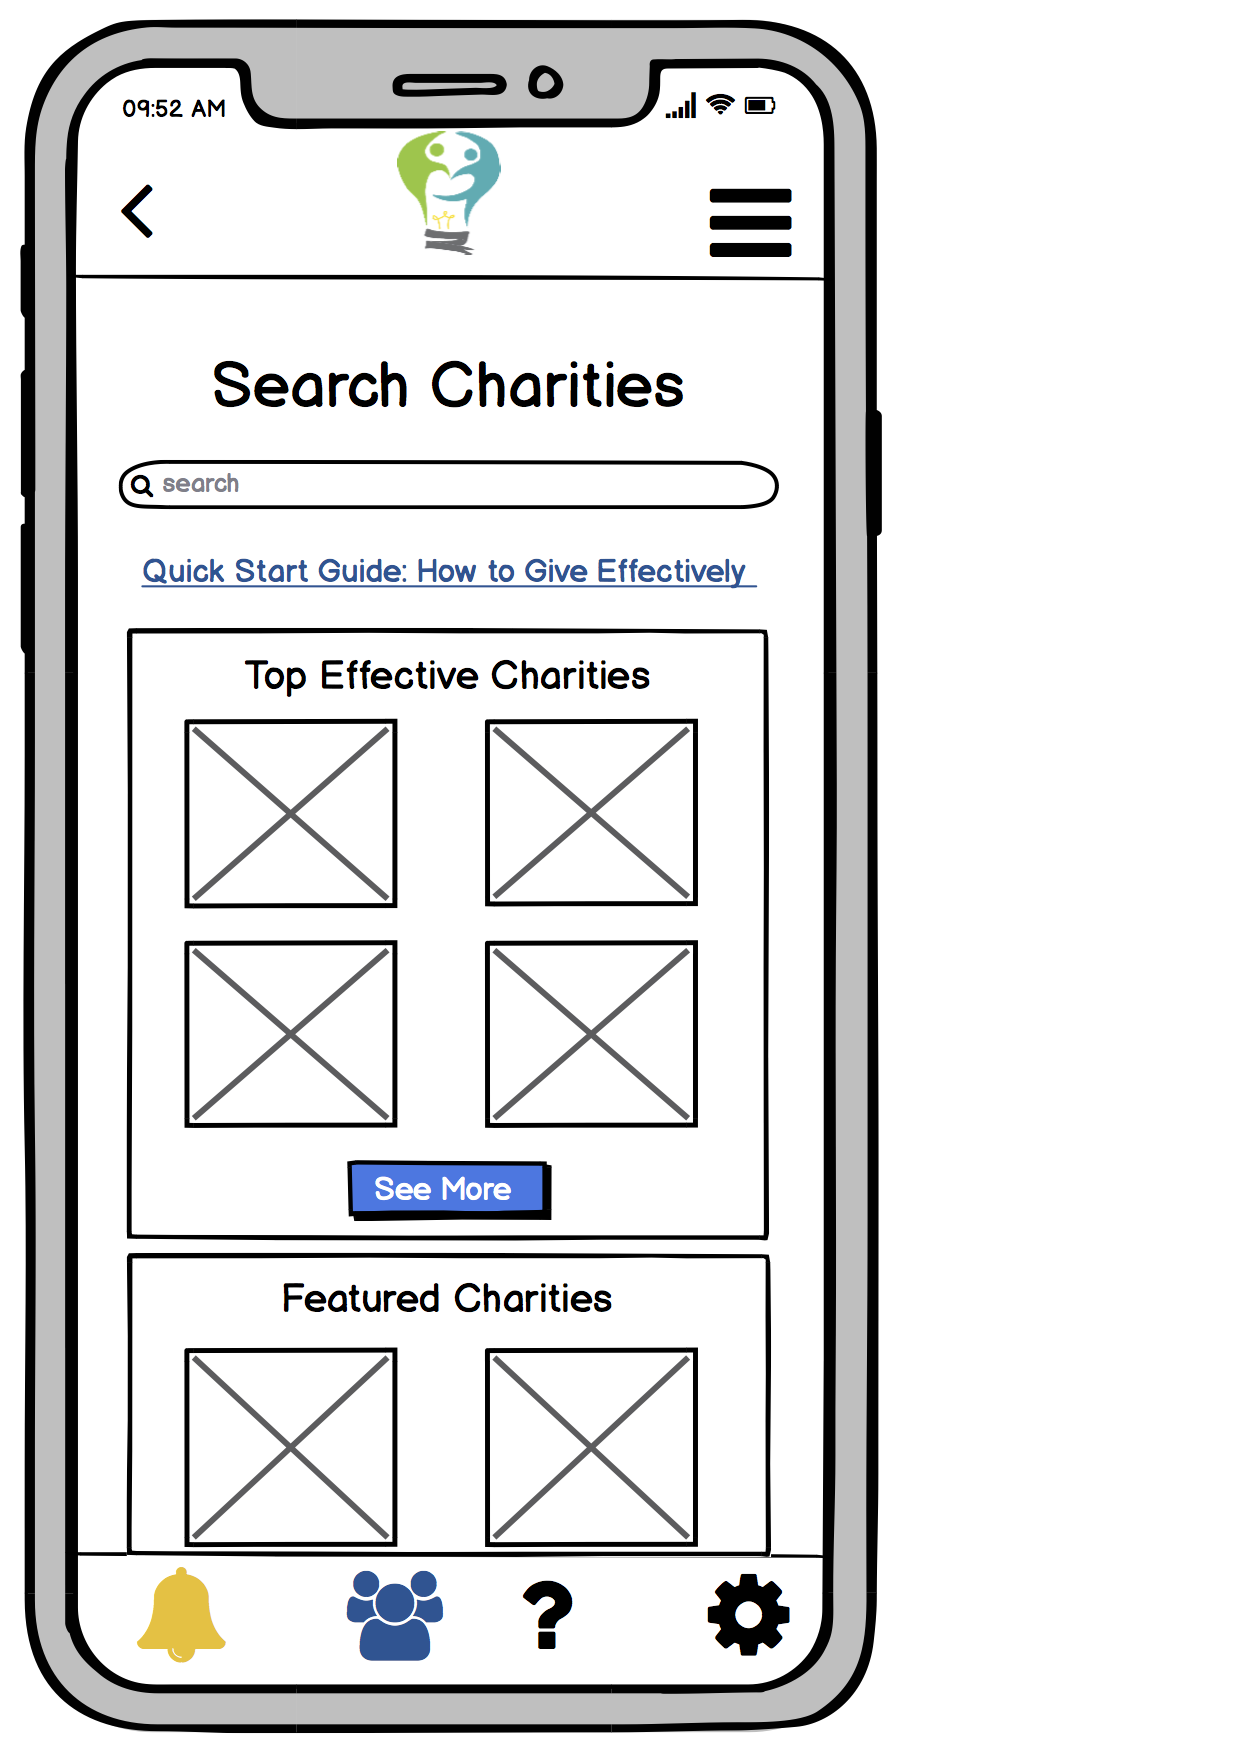 09:52 AM
Search Charities
search
Quick Start Guide: How to Give Effectively
Top Effective Charities
See More
Featured Charities
?